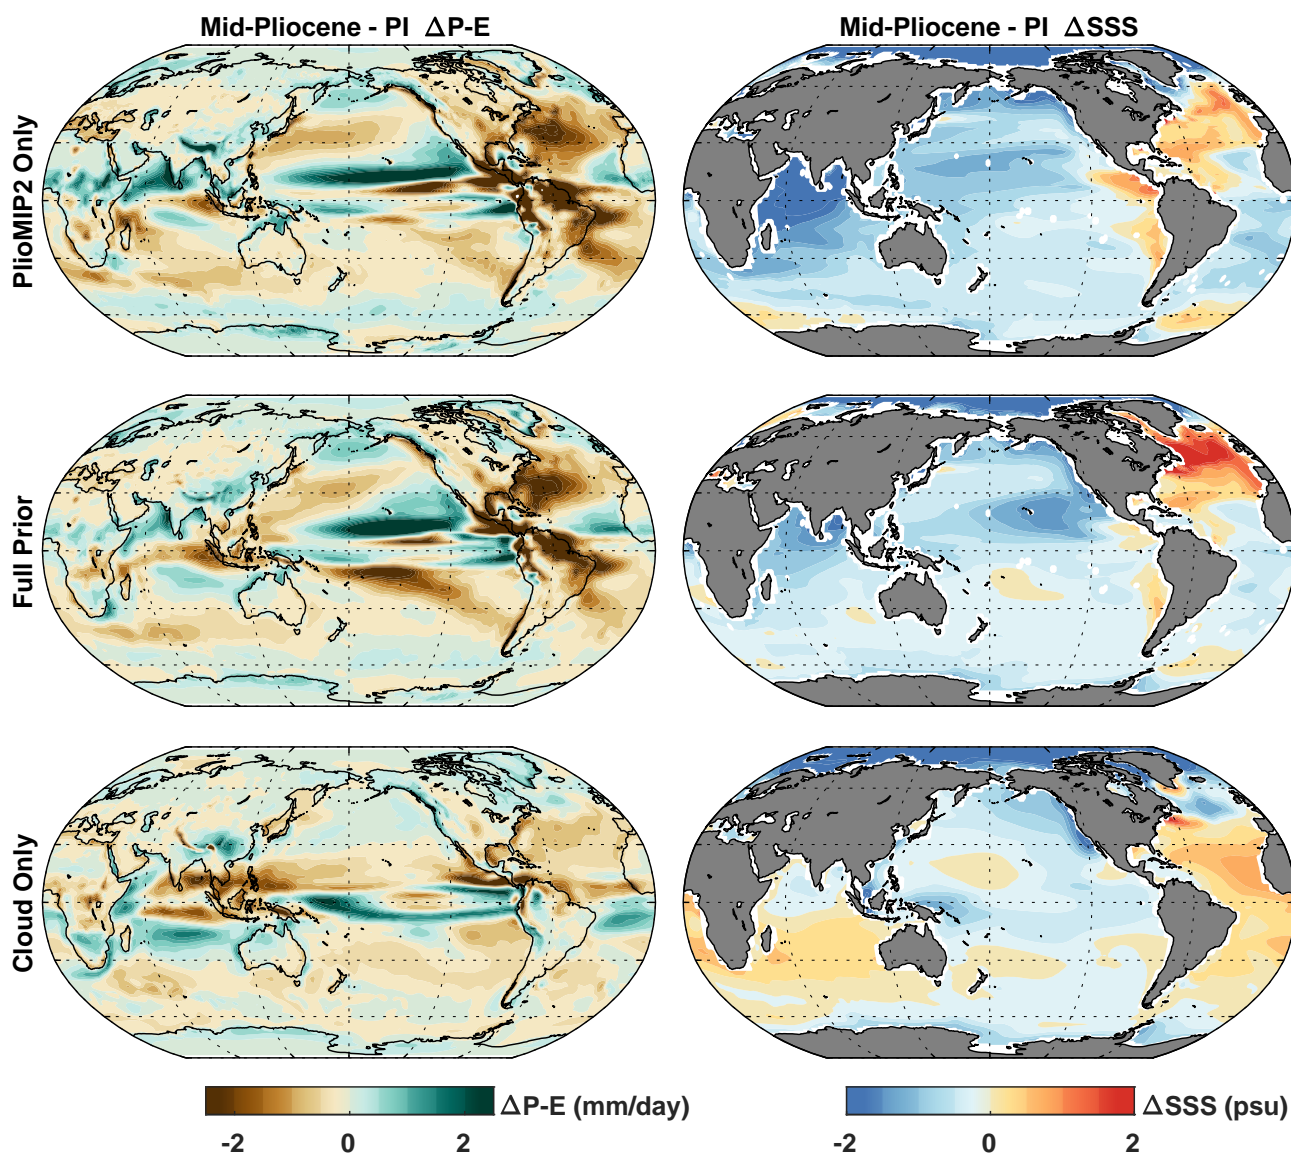 Mid-Pliocene - PI ΔP-E
Mid-Pliocene - PI ΔSSS
PlioMIP2 Only
Full Prior
Cloud Only
ΔP-E (mm/day)
-2 0 2
ΔSSS (psu)
-2 0 2